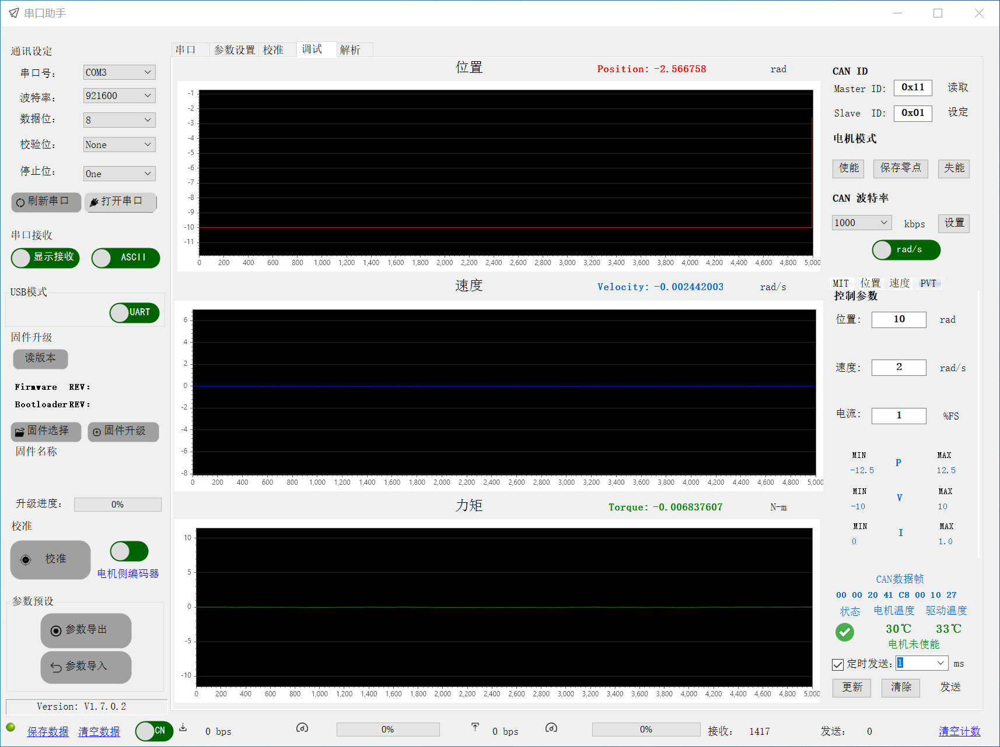 串口助手
通讯设定
串口号： COM3
波特率： 921600
数据位： 8
校验位： None
停止位： One
刷新串口 打开串口
串口接收
显示接收 ASCII
USB模式
UART
固件升级
读版本
Firmware REV:
Bootloader REV:
固件选择 固件升级
固件名称
升级进度： 0%
校准
校准
电机侧编码器
参数预设
参数导出
参数导入
Version: V1.7.0.2
串口 参数设置 校准 调试 解析
位置 Position: -2.566758 rad
-1
-2
-3
-4
-5
-6
-7
-8
-9
-10
-11
0 200 400 600 800 1,000 1,200 1,400 1,600 1,800 2,000 2,200 2,400 2,600 2,800 3,000 3,200 3,400 3,600 3,800 4,000 4,200 4,400 4,600 4,800 5,000
速度 Velocity: -0.002442003 rad/s
6
4
2
0
-2
-4
-6
-8
0 200 400 600 800 1,000 1,200 1,400 1,600 1,800 2,000 2,200 2,400 2,600 2,800 3,000 3,200 3,400 3,600 3,800 4,000 4,200 4,400 4,600 4,800 5,000
力矩 Torque: -0.006837607 N-m
10
5
0
-5
-10
0 200 400 600 800 1,000 1,200 1,400 1,600 1,800 2,000 2,200 2,400 2,600 2,800 3,000 3,200 3,400 3,600 3,800 4,000 4,200 4,400 4,600 4,800 5,000
CAN ID
Master ID: 0x11 读取
Slave ID: 0x01 设定
电机模式
使能 保存零点 失能
CAN 波特率
1000 kbps 设置
rad/s
MIT 位置 速度 PVT
控制参数
位置： 10 rad
速度： 2 rad/s
电流： 1 %FS
MIN P MAX
-12.5 12.5
MIN V MAX
-10 10
MIN I MAX
0 1.0
CAN数据帧
00 00 20 41 C8 00 10 27
状态 电机温度 驱动温度
30℃ 33℃
电机未使能
定时发送： 1 ms
更新 清除 发送
保存数据 清空数据 CN 0 bps 0% 0 bps 0% 接收： 1417 发送： 0 清空计数